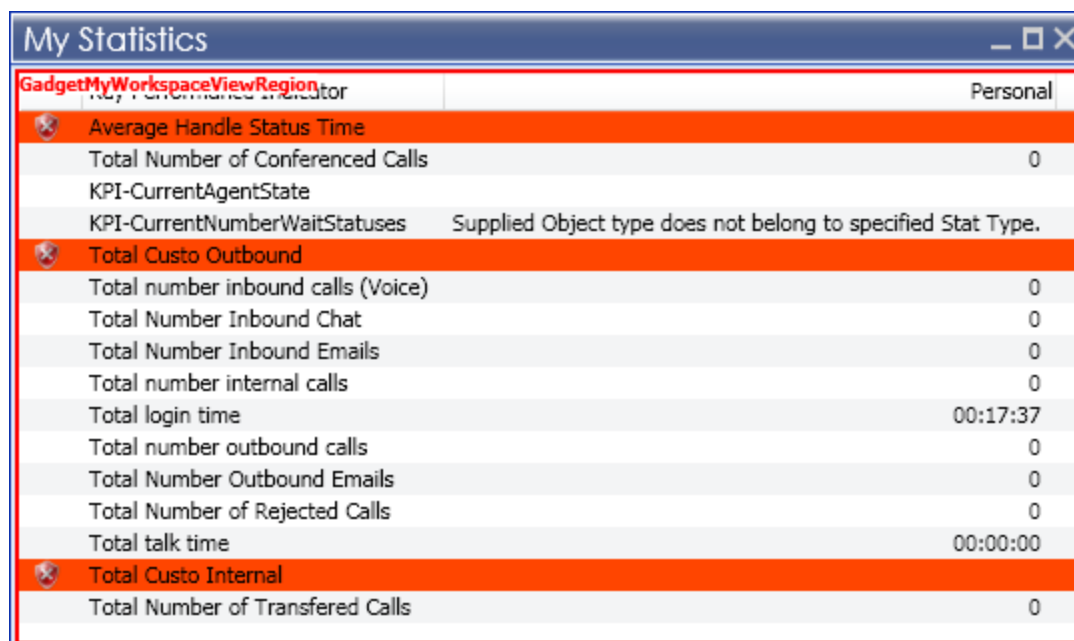 My Statistics
GadgetMyWorkspaceViewRegion
Key Performance Indicator Personal
Average Handle Status Time
Total Number of Conferenced Calls 0
KPI-CurrentAgentState
KPI-CurrentNumberWaitStatuses Supplied Object type does not belong to specified Stat Type.
Total Custo Outbound
Total number inbound calls (Voice) 0
Total Number Inbound Chat 0
Total Number Inbound Emails 0
Total number internal calls 0
Total login time 00:17:37
Total number outbound calls 0
Total Number Outbound Emails 0
Total Number of Rejected Calls 0
Total talk time 00:00:00
Total Custo Internal
Total Number of Transfered Calls 0